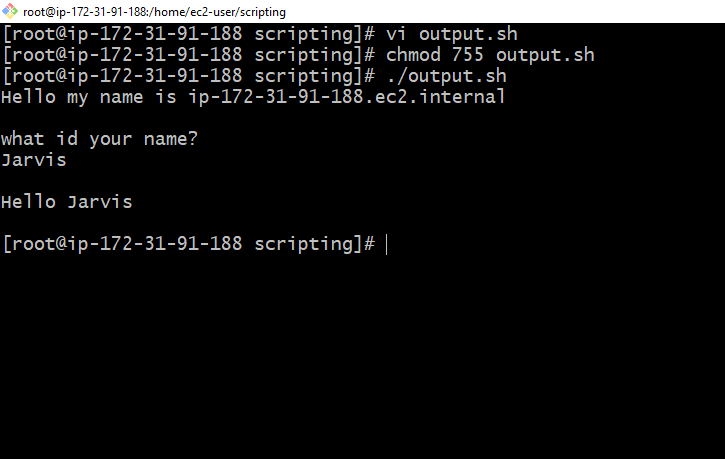 root@ip-172-31-91-188:/home/ec2-user/scripting
[root@ip-172-31-91-188 scripting]# vi output.sh
[root@ip-172-31-91-188 scripting]# chmod 755 output.sh
[root@ip-172-31-91-188 scripting]# ./output.sh
Hello my name is ip-172-31-91-188.ec2.internal
what id your name?
Jarvis
Hello Jarvis
[root@ip-172-31-91-188 scripting]#